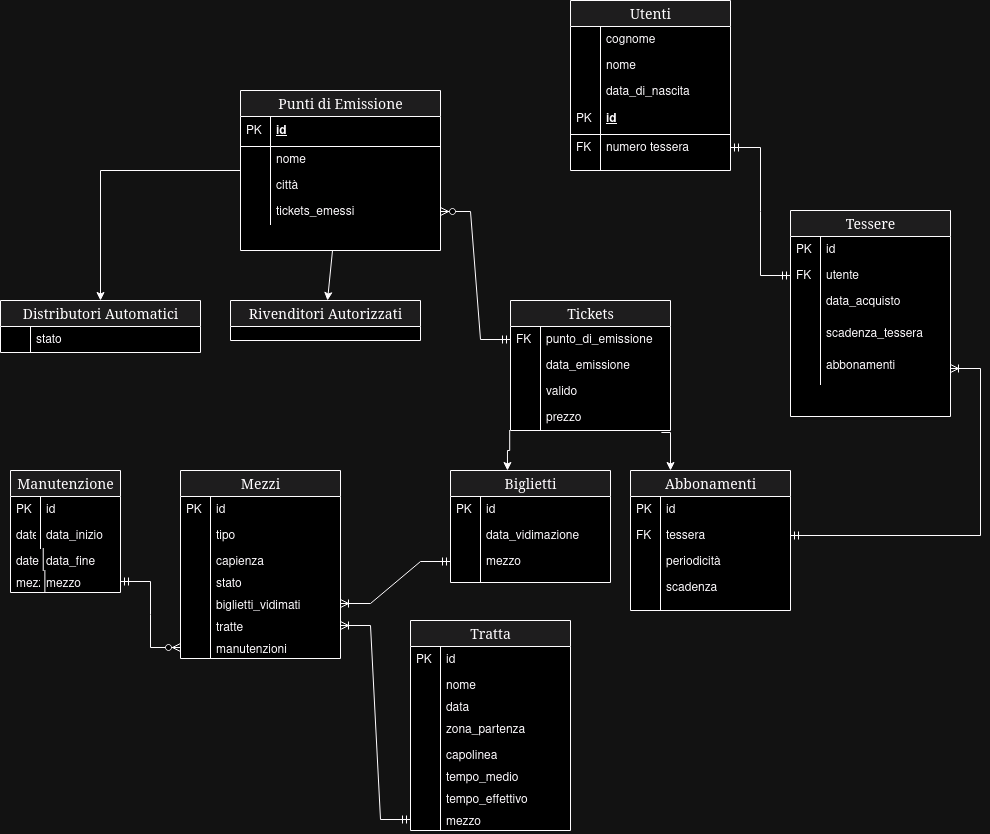 Utenti
cognome
nome
data_di_nascita
PK id
FK numero tessera
Punti di Emissione
PK id
nome
città
tickets_emessi
Tessere
PK id
FK utente
data_acquisto
scadenza_tessera
abbonamenti
Distributori Automatici
stato
Rivenditori Autorizzati
Tickets
FK punto_di_emissione
data_emissione
valido
prezzo
Manutenzione
PK id
date data_inizio
date data_fine
mez: mezzo
Mezzi
PK id
tipo
capienza
stato
biglietti_vidimati
tratte
manutenzioni
Biglietti
PK id
data_vidimazione
mezzo
Abbonamenti
PK id
FK tessera
periodicità
scadenza
Tratta
PK id
nome
data
zona_partenza
capolinea
tempo_medio
tempo_effettivo
mezzo